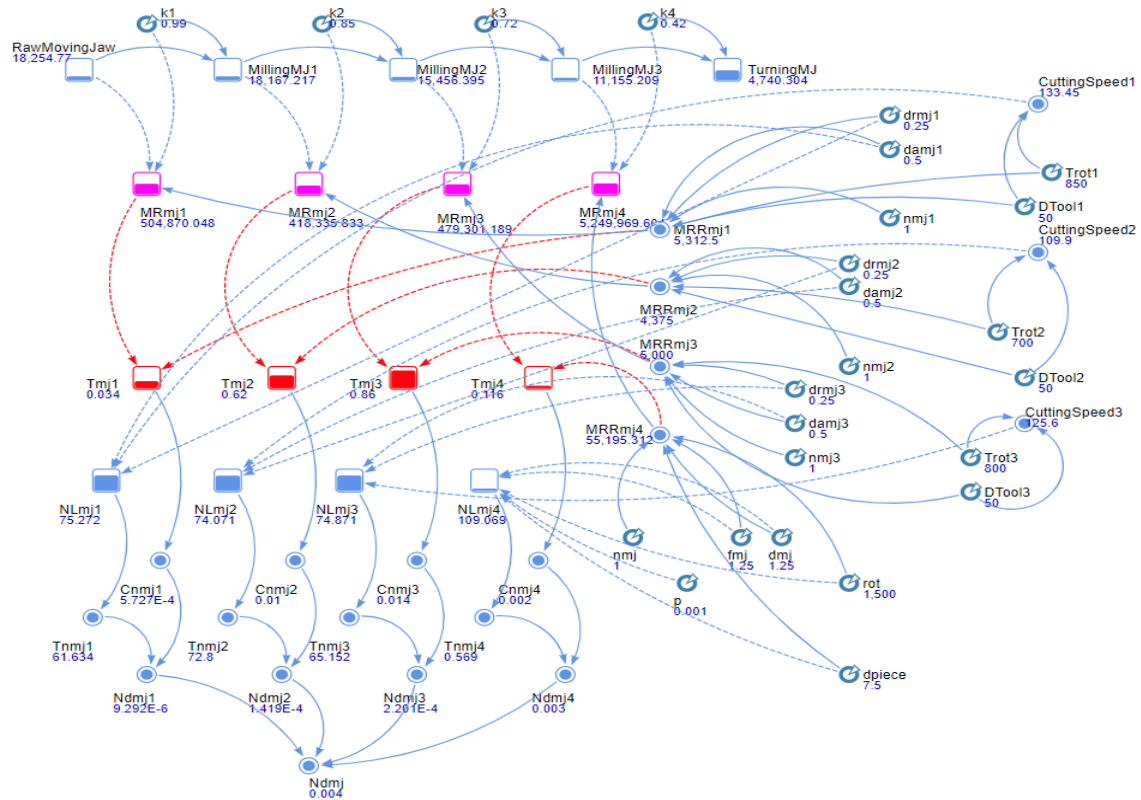 k1
0.99
k2
0.85
k3
0.72
k4
0.42
RawMovingJaw
18,254.77
MillingMJ1
18,167.217
MillingMJ2
15,456.395
MillingMJ3
11,155.209
TurningMJ
4,740.304
CuttingSpeed1
133.45
drmj1
0.25
damj1
0.5
Trot1
850
DTool1
50
MRmj1
504,870.048
MRmj2
418,335.833
MRmj3
479,301.189
MRmj4
MRRmj1
5,312.5
nmj1
1
CuttingSpeed2
109.9
drmj2
0.25
damj2
0.5
MRRmj2
4,375
Trot2
700
MRRmj3
5,000
nmj2
1
DTool2
50
Tmj1
0.034
Tmj2
0.62
Tmj3
0.86
Tmj4
0.116
drmj3
0.25
damj3
0.5
CuttingSpeed3
125.6
MRRmj4
55,195.312
nmj3
1
Trot3
800
DTool3
50
NLmj1
75.272
NLmj2
74.071
NLmj3
74.871
NLmj4
109.069
nmj
1
fmj
1.25
dmj
1.25
Cnmj1
5.727E-4
Cnmj2
0.01
Cnmj3
0.014
Cnmj4
0.002
p
0.001
rot
1,500
Tnmj1
61.634
Tnmj2
72.8
Tnmj3
65.152
Tnmj4
0.569
dpiece
7.5
Ndmj1
9.292E-6
Ndmj2
1.419E-4
Ndmj3
2.201E-4
Ndmj4
0.003
Ndmj
0.004